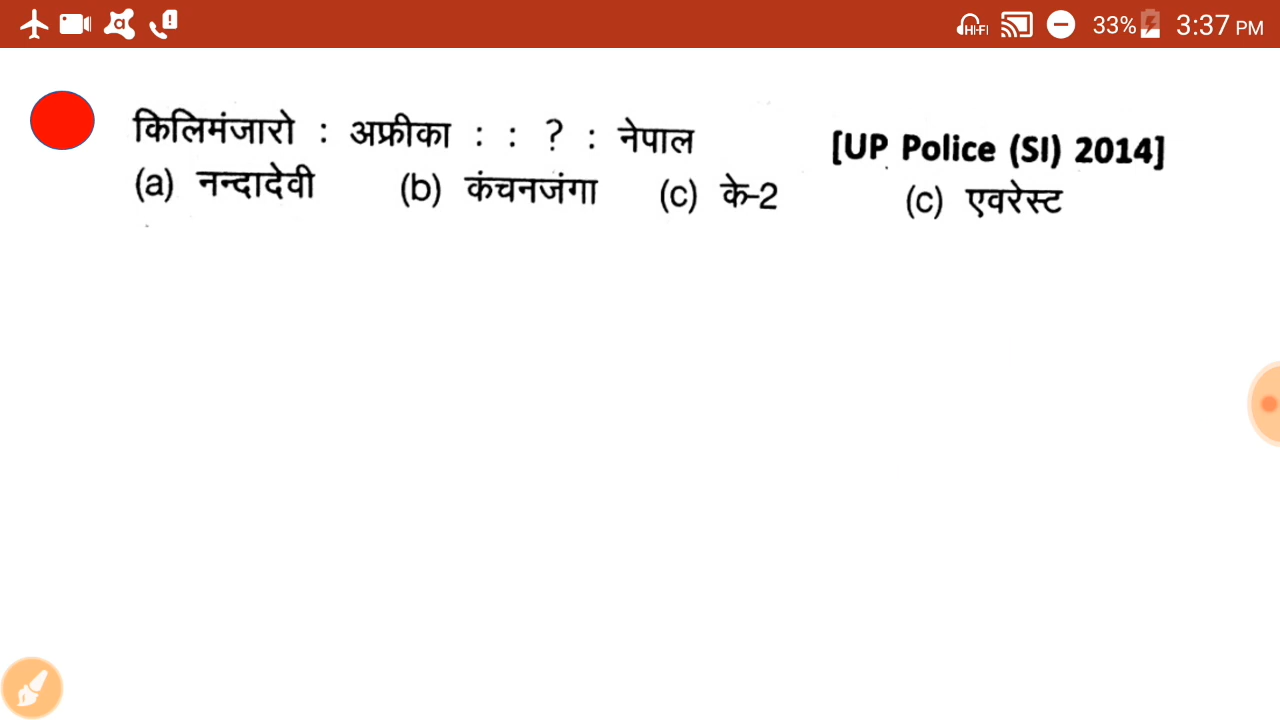 33% 3:37 PM
किलिमंजारो : अफ्रीका : : ? : नेपाल [UP Police (SI) 2014]
(a) नन्दादेवी (b) कंचनजंगा (c) के-2 (c) एवरेस्ट